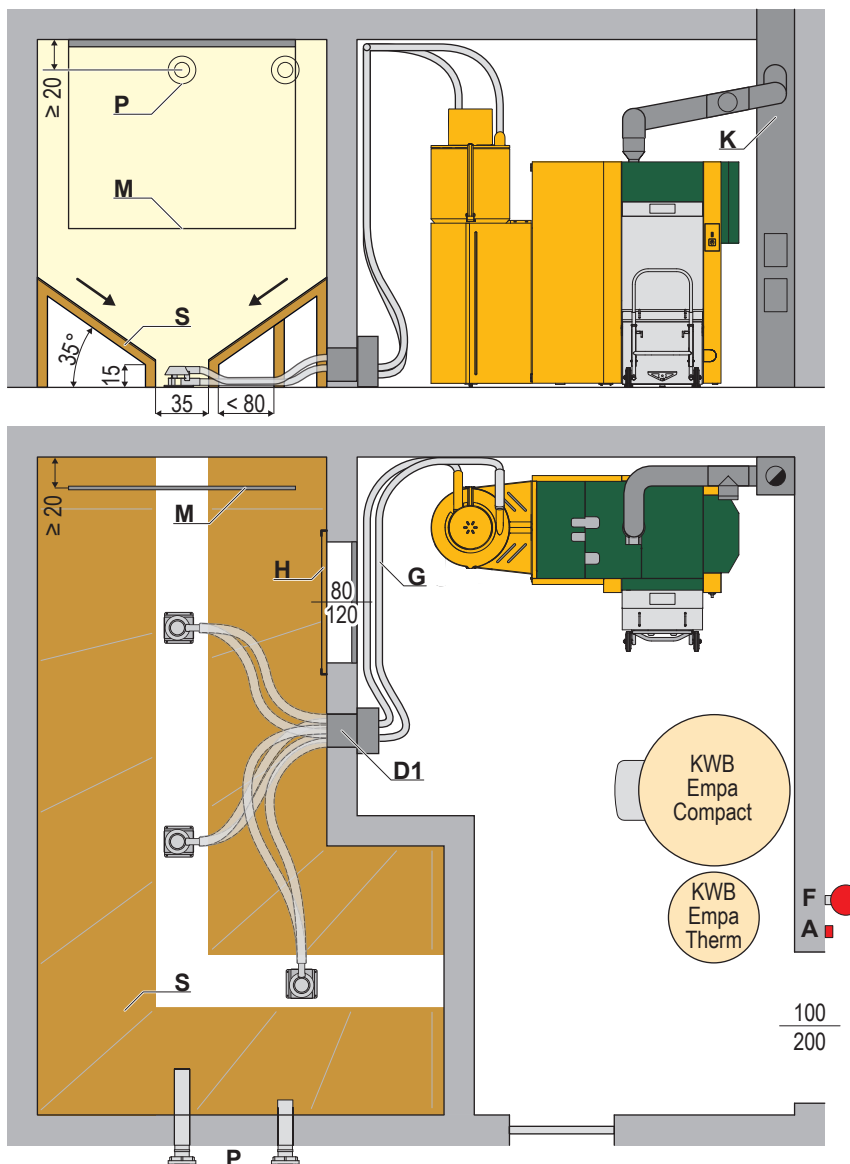 ≥ 20
P
M
K
S
35°
15
35
< 80
≥ 20
M
H
80
120
G
D1
KWB
Empa
Compact
KWB
Empa
Therm
F
A
S
100
200
P